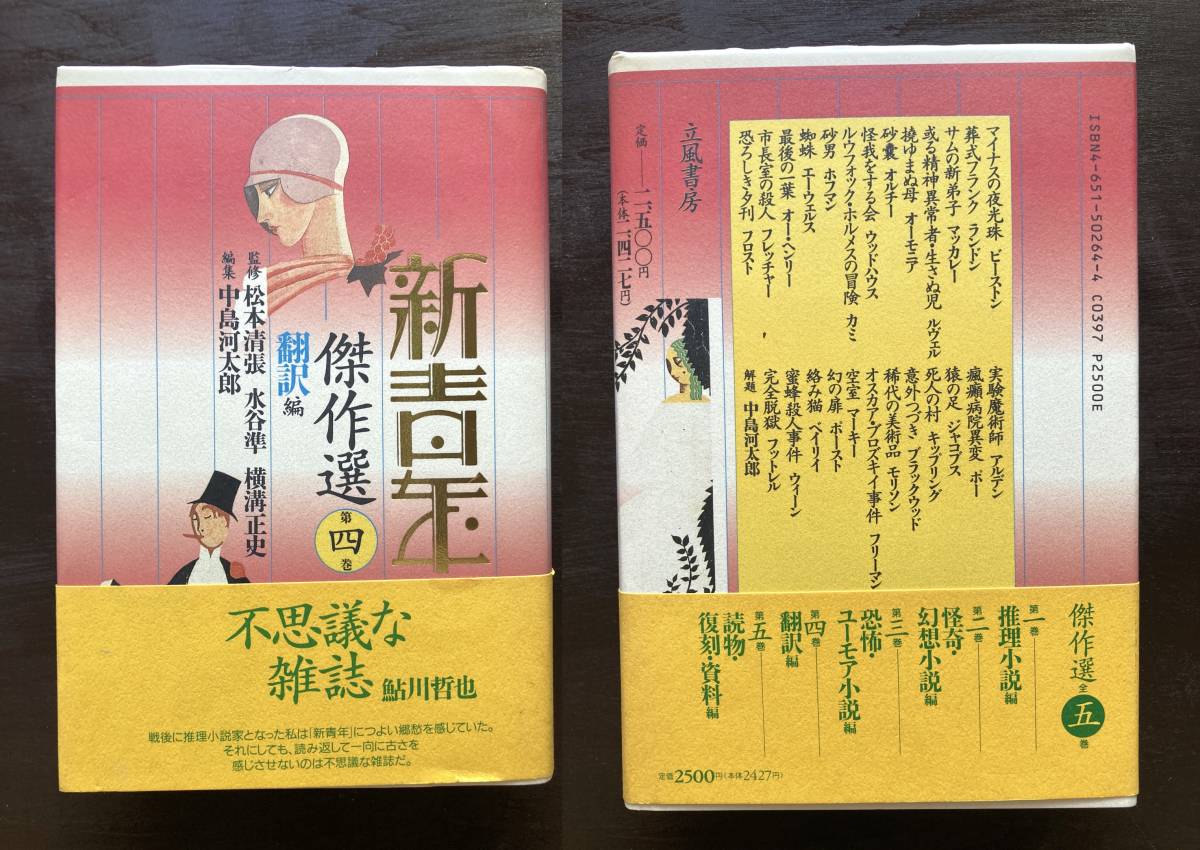 新青年
傑作選
第四巻
翻訳編
監修 松本清張 水谷準 横溝正史
編集 中島河太郎
不思議な
雑誌 鮎川哲也
戦後に推理小説家となった私は「新青年」につよい郷愁を感じていた。
それにしても、読み返して一向に古さを
感じさせないのは不思議な雑誌だ。
ISBN4-651-50264-4 C0397 P2500E
マイナスの夜光珠 ビーストン
葬式フランク ランドン
サムの新弟子 マッカレー
或る精神異常者・生さぬ児 ルヴェル
撓ゆまぬ母 オーモニア
砂嚢 オルチー
怪我をする会 ウッドハウス
ルウフォック・ホルメスの冒険 カミ
砂男 ホフマン
蜘蛛 エーウェルス
最後の一葉 オー・ヘンリー
市長室の殺人 フレッチャー
恐ろしき夕刊 フロスト
実験魔術師 アルデン
瘋癲病院異変 ポー
猿の足 ジャコブス
死人の村 キップリング
意外つづき ブラックウッド
稀代の美術品 モリソン
オスカア・ブロズキイ事件 フリーマン
空室 マーキー
幻の扉 ポースト
絡み猫 ベイリイ
蜜蜂殺人事件 ウィーン
完全脱獄 フットレル
解題 中島河太郎
立風書房
定価——二、五〇〇円
(本体二、四二七円)
傑作選 全五巻
第一巻——
推理小説編
第二巻——
怪奇・
幻想小説編
第三巻——
恐怖・
ユーモア小説編
第四巻——
翻訳編
第五巻——
読物・
復刻・資料編
定価2500円(本体2427円)